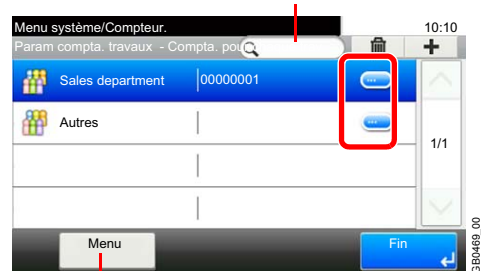 Menu système/Compteur.
10:10
Param compta. travaux - Compta. pou
Sales department 00000001
Autres
1/1
Menu
Fin
GB0469_00